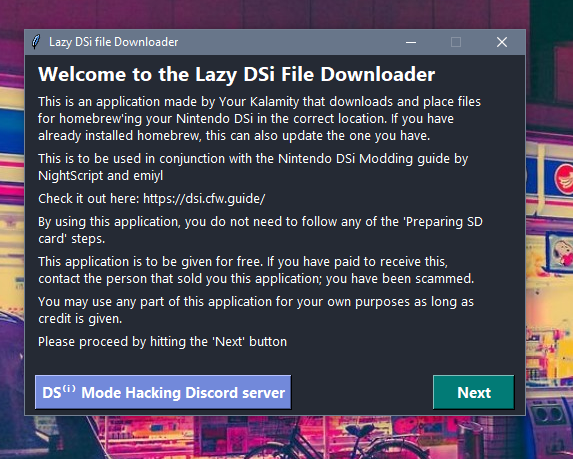 Lazy DSi file Downloader
Welcome to the Lazy DSi File Downloader
This is an application made by Your Kalamity that downloads and place files
for homebrew'ing your Nintendo DSi in the correct location. If you have
already installed homebrew, this can also update the one you have.
This is to be used in conjunction with the Nintendo DSi Modding guide by
NightScript and emiyl
Check it out here: https://dsi.cfw.guide/
By using this application, you do not need to follow any of the 'Preparing SD
card' steps.
This application is to be given for free. If you have paid to receive this,
contact the person that sold you this application; you have been scammed.
You may use any part of this application for your own purposes as long as
credit is given.
Please proceed by hitting the 'Next' button
DS⁽ⁱ⁾ Mode Hacking Discord server
Next